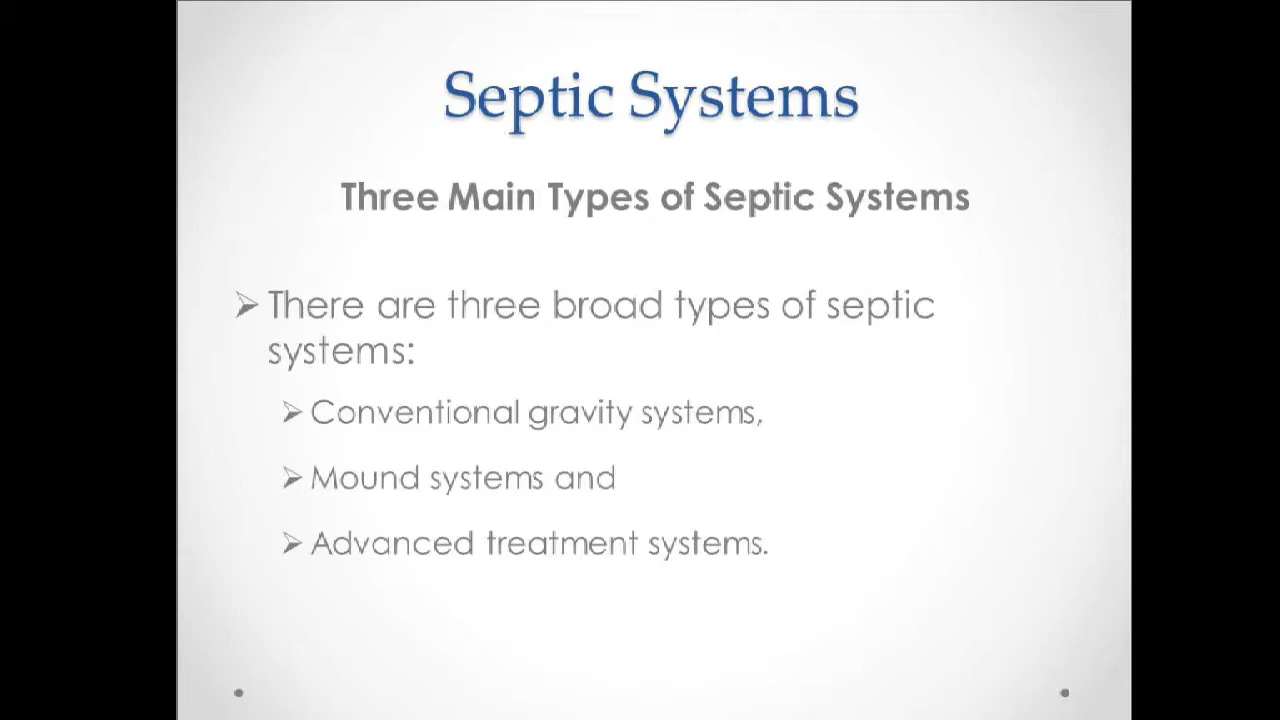 Septic Systems
Three Main Types of Septic Systems
There are three broad types of septic
systems:
Conventional gravity systems,
Mound systems and
Advanced treatment systems.